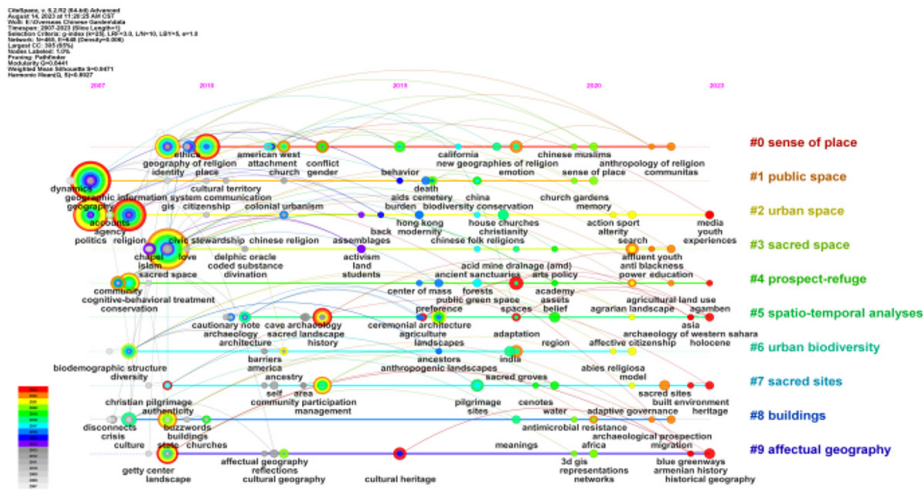 CiteSpace, v. 6.2.R2 (64-bit) Advanced
August 14, 2023 at 11:20:25 AM CST
WoS: E:\Overseas Chinese Garden\data
Timespan: 2007-2023 (Slice Length=1)
Selection Criteria: g-index (k=25), LRF=3.0, L/N=10, LBY=5, e=1.0
Largest CC: 305 (65%)
Nodes Labeled: 1.0%
Pruning: Pathfinder
2007 2010 2015 2020 2023
#0 sense of place
ethics american west california chinese muslims
geography of religion attachment conflict new geographies of religion anthropology of religion
identity place church gender emotion sense of place communitas
#1 public space
behavior
dynamics cultural territory death
geographic information system communication aids cemetery china church gardens
geography gis citizenship colonial urbanism burden biodiversity conservation memory
#2 urban space
accounts back hong kong house churches action sport media
agency modernity christianity alterity youth
politics religion civic stewardship chinese religion assemblages chinese folk religions search experiences
#3 sacred space
chapel love delphic oracle activism affluent youth
islam coded substance land acid mine drainage (amd) anti blackness
sacred space divination students ancient sanctuaries arts policy power education
#4 prospect-refuge
community center of mass forests academy
cognitive-behavioral treatment public green space assets agricultural land use
conservation preference spaces belief agrarian landscape agamben
#5 spatio-temporal analyses
cautionary note cave archaeology ceremonial architecture asia
archaeology sacred landscape agriculture adaptation archaeology of western sahara
architecture history landscapes region affective citizenship holocene
#6 urban biodiversity
barriers ancestors india
biodemographic structure america anthropogenic landscapes abies religiosa
diversity ancestry sacred groves model
#7 sacred sites
self area sacred sites
christian pilgrimage community participation pilgrimage cenotes built environment
authenticity management sites water heritage
#8 buildings
disconnects buzzwords antimicrobial resistance adaptive governance
crisis buildings archaeological prospection
culture state churches meanings africa migration
#9 affectual geography
getty center affectual geography 3d gis blue greenways
reflections representations armenian history
landscape cultural geography cultural heritage networks historical geography